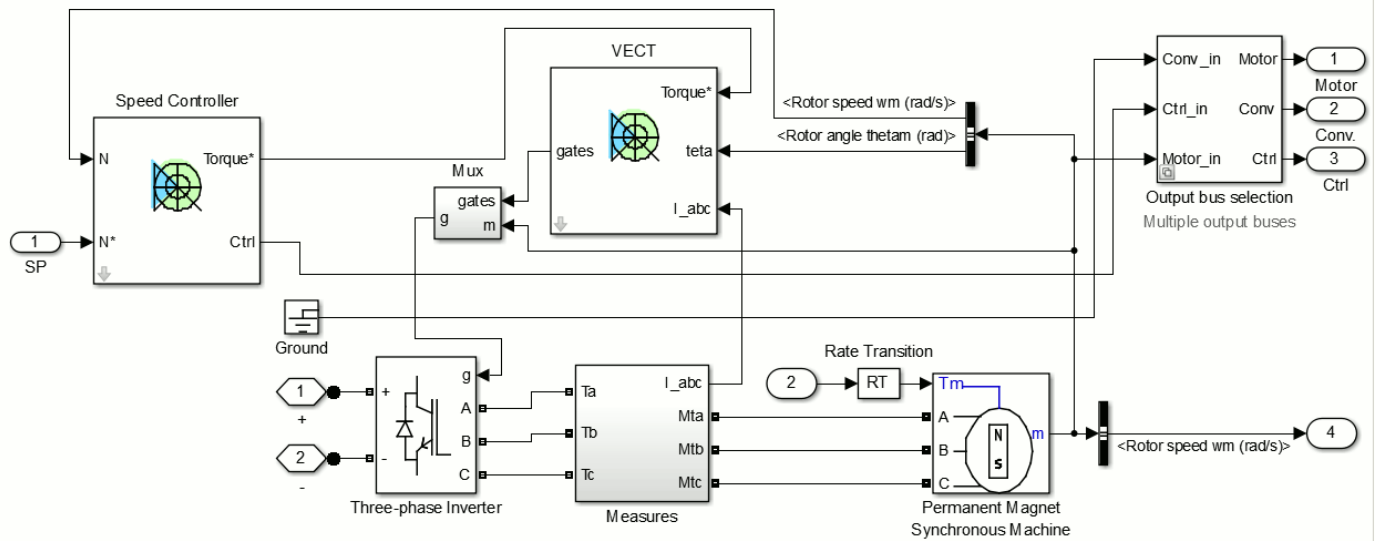 VECT
Speed Controller
N
Torque*
N*
Ctrl
1
SP
Torque*
gates
teta
I_abc
<Rotor speed wm (rad/s)>
<Rotor angle thetam (rad)>
Mux
gates
g
m
Conv_in
Motor
Ctrl_in
Conv
Motor_in
Ctrl
Output bus selection
Multiple output buses
1
Motor
2
Conv.
3
Ctrl
Ground
1
+
2
-
g
+
A
B
-
C
Three-phase Inverter
Ta
I_abc
Mta
Tb
Mtb
Tc
Mtc
Measures
2
Rate Transition
RT
Tm
A
N
m
B
S
C
Permanent Magnet
Synchronous Machine
<Rotor speed wm (rad/s)>
4